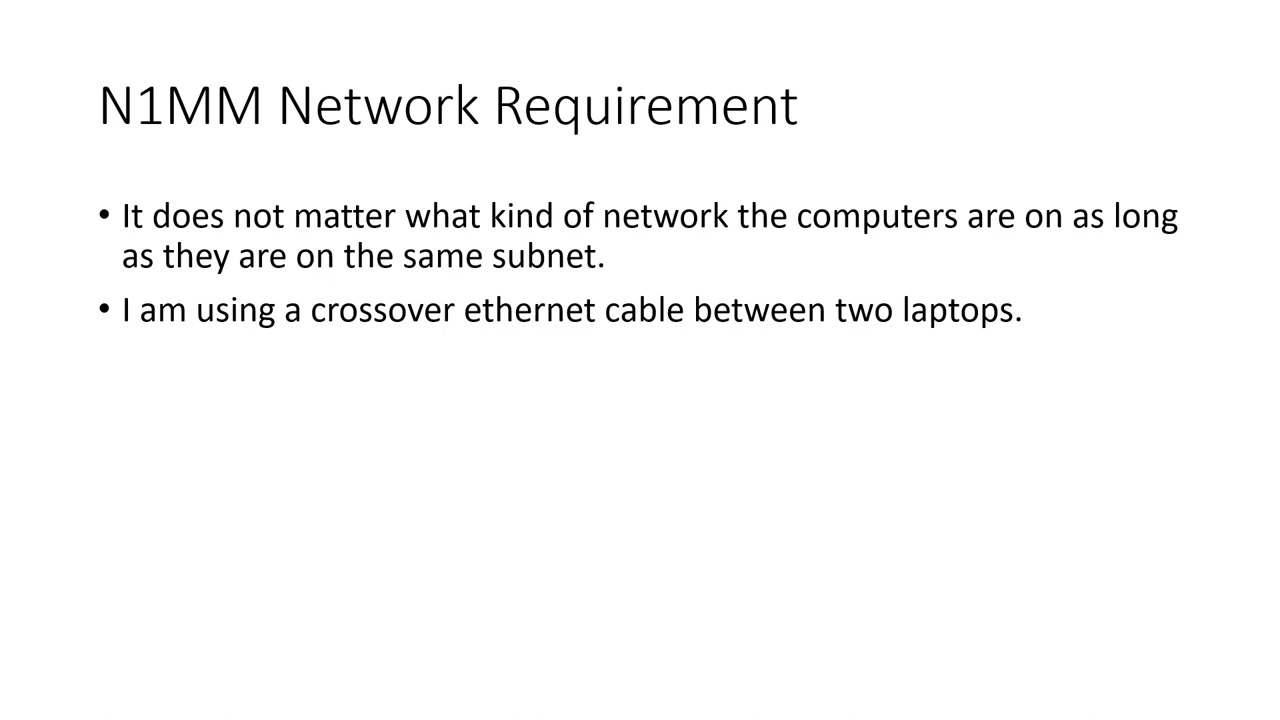 N1MM Network Requirement
• It does not matter what kind of network the computers are on as long
as they are on the same subnet.
• I am using a crossover ethernet cable between two laptops.